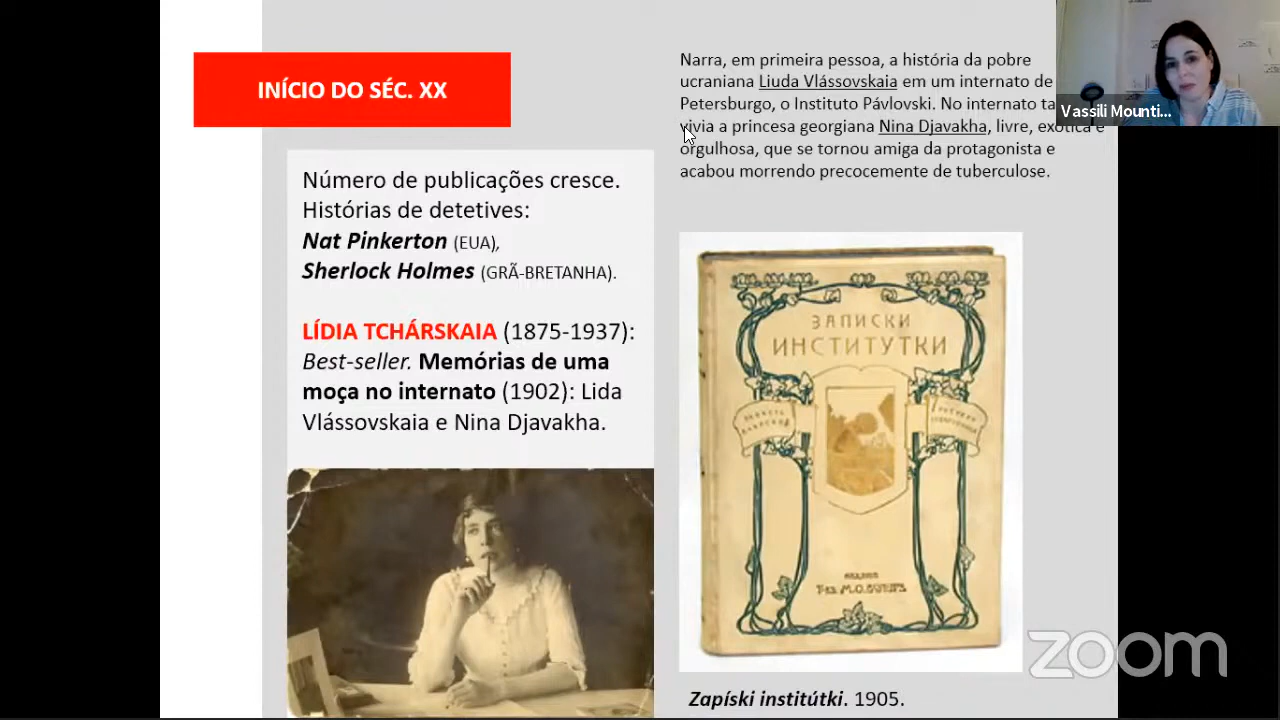 INÍCIO DO SÉC. XX
Número de publicações cresce.
Histórias de detetives:
Nat Pinkerton (EUA),
Sherlock Holmes (GRÃ-BRETANHA).
LÍDIA TCHÁRSKAIA (1875-1937):
Best-seller. Memórias de uma
moça no internato (1902): Lida
Vlássovskaia e Nina Djavakha.
Narra, em primeira pessoa, a história da pobre
ucraniana Liuda Vlássovskaia em um internato de
Petersburgo, o Instituto Pávlovski. No internato
vivia a princesa georgiana Nina Djavakha, livre, exótica e
orgulhosa, que se tornou amiga da protagonista e
acabou morrendo precocemente de tuberculose.
Vassili Mounti...
ЗАПИСКИ
ИНСТИТУТКИ
Zapíski institútki. 1905.
zoom